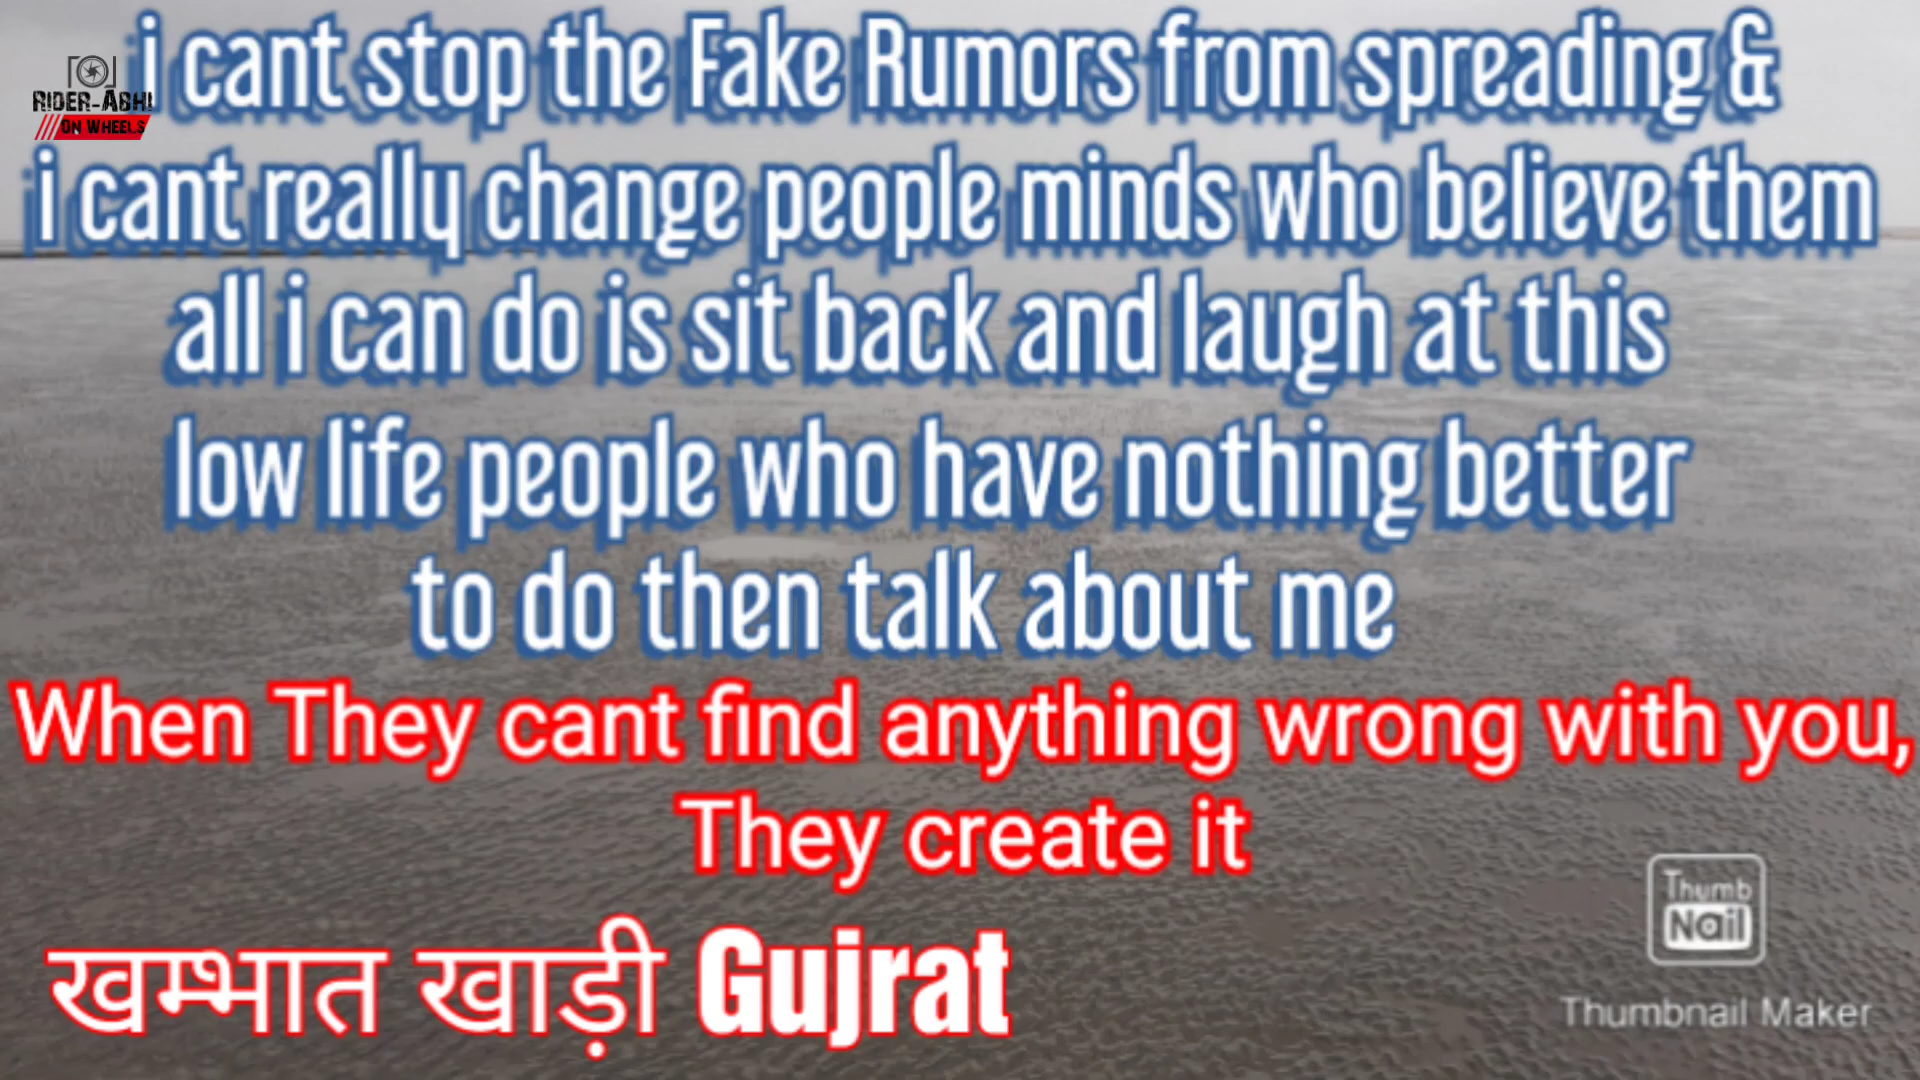 i cant stop the Fake Rumors from spreading &
RIDER-ABHI
ON WHEELS
i cant really change people minds who believe them
all i can do is sit back and laugh at this
low life people who have nothing better
to do then talk about me
When They cant find anything wrong with you,
They create it
खम्भात खाड़ी Gujrat
Thumb
Nail
Thumbnail Maker